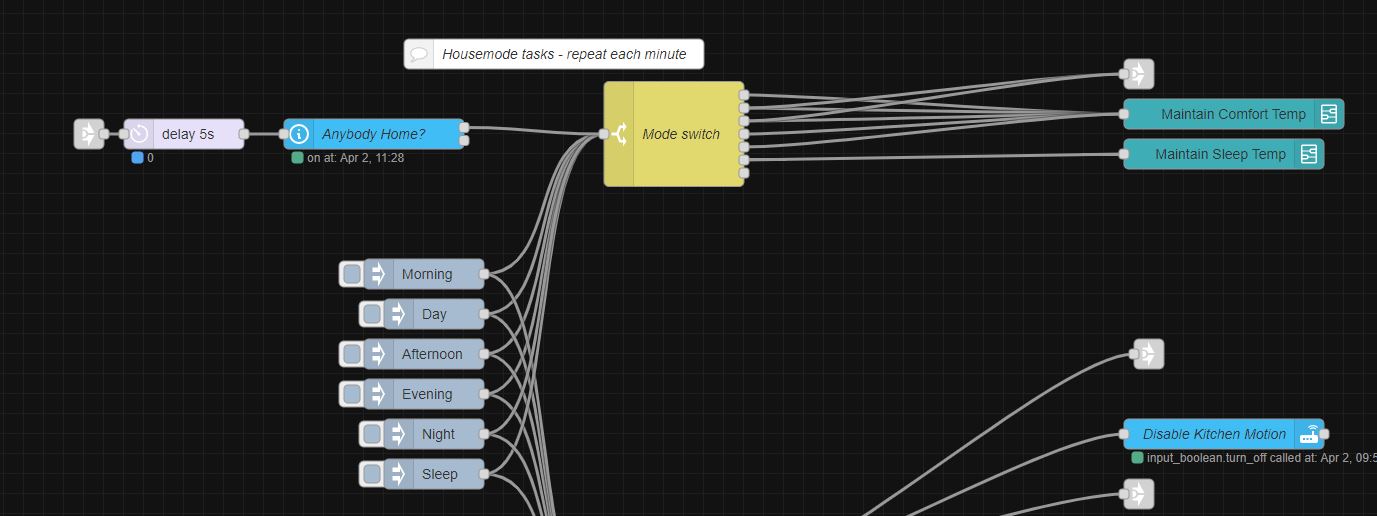 Housemode tasks - repeat each minute
delay 5s
0
Anybody Home?
on at: Apr 2, 11:28
Mode switch
Maintain Comfort Temp
Maintain Sleep Temp
Morning
Day
Afternoon
Evening
Night
Sleep
Disable Kitchen Motion
input_boolean.turn_off called at: Apr 2, 09:5